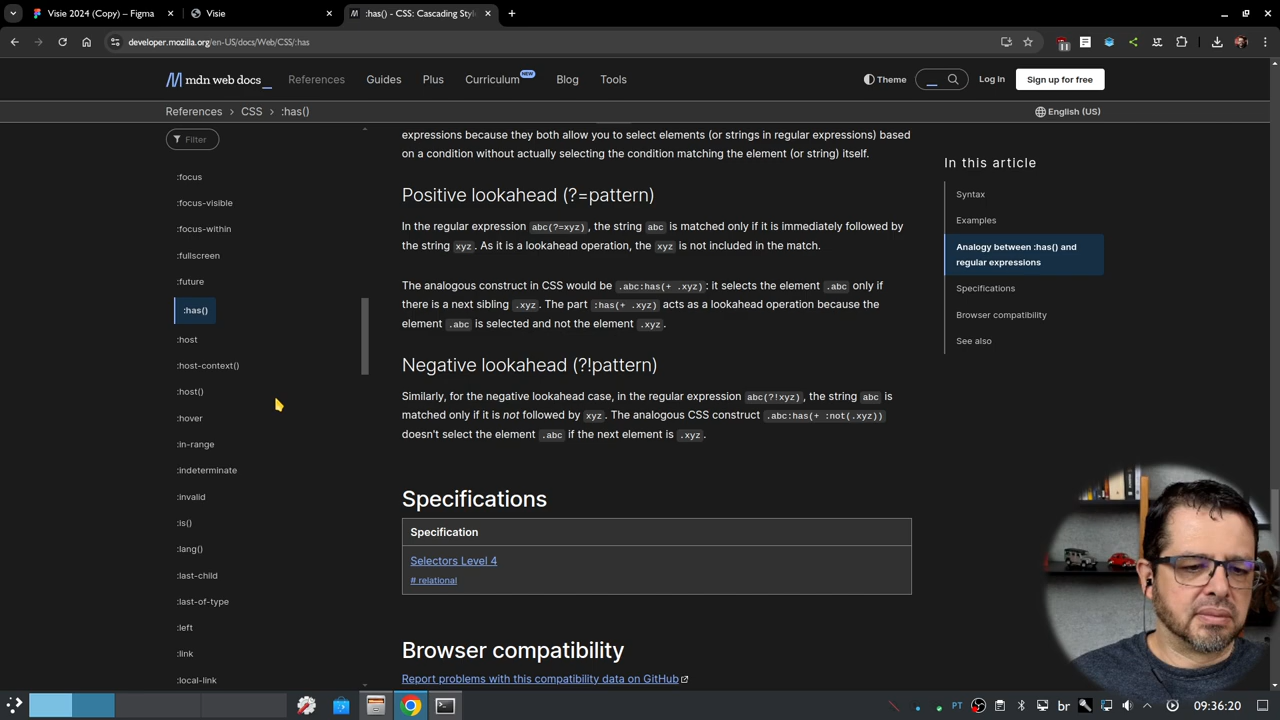 Visie 2024 (Copy) – Figma
Visie
:has() - CSS: Cascading Style
developer.mozilla.org/en-US/docs/Web/CSS/:has
mdn web docs_
References
Guides
Plus
Curriculum NEW
Blog
Tools
Theme
Log in
Sign up for free
References > CSS > :has()
English (US)
Filter
:focus
:focus-visible
:focus-within
:fullscreen
:future
:has()
:host
:host-context()
:host()
:hover
:in-range
:indeterminate
:invalid
:is()
:lang()
:last-child
:last-of-type
:left
:link
:local-link
expressions because they both allow you to select elements (or strings in regular expressions) based
on a condition without actually selecting the condition matching the element (or string) itself.
Positive lookahead (?=pattern)
In the regular expression abc(?=xyz), the string abc is matched only if it is immediately followed by
the string xyz. As it is a lookahead operation, the xyz is not included in the match.
The analogous construct in CSS would be .abc:has(+ .xyz): it selects the element .abc only if
there is a next sibling .xyz. The part :has(+ .xyz) acts as a lookahead operation because the
element .abc is selected and not the element .xyz.
Negative lookahead (?!pattern)
Similarly, for the negative lookahead case, in the regular expression abc(?!xyz), the string abc is
matched only if it is not followed by xyz. The analogous CSS construct .abc:has(+ :not(.xyz))
doesn't select the element .abc if the next element is .xyz.
Specifications
Specification
Selectors Level 4
# relational
Browser compatibility
Report problems with this compatibility data on GitHub
In this article
Syntax
Examples
Analogy between :has() and
regular expressions
Specifications
Browser compatibility
See also
PT
br
09:36:20